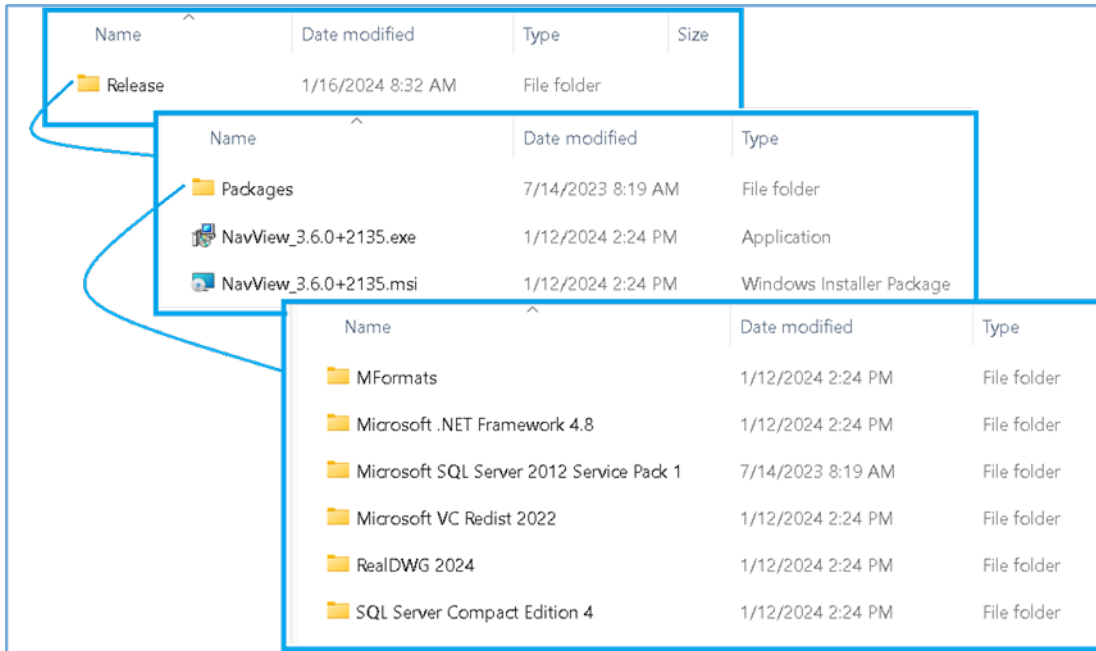 Name Date modified Type Size
Release 1/16/2024 8:32 AM File folder
Name Date modified Type
Packages 7/14/2023 8:19 AM File folder
NavView_3.6.0+2135.exe 1/12/2024 2:24 PM Application
NavView_3.6.0+2135.msi 1/12/2024 2:24 PM Windows Installer Package
Name Date modified Type
MFormats 1/12/2024 2:24 PM File folder
Microsoft .NET Framework 4.8 1/12/2024 2:24 PM File folder
Microsoft SQL Server 2012 Service Pack 1 7/14/2023 8:19 AM File folder
Microsoft VC Redist 2022 1/12/2024 2:24 PM File folder
RealDWG 2024 1/12/2024 2:24 PM File folder
SQL Server Compact Edition 4 1/12/2024 2:24 PM File folder